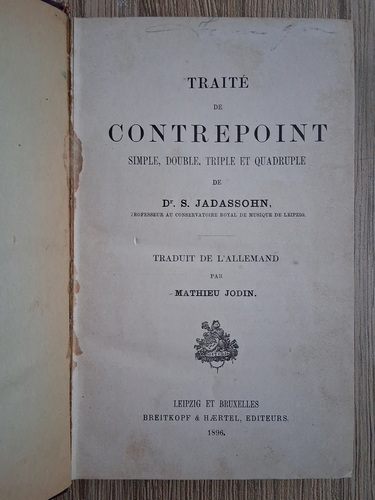 TRAITÉ
DE
CONTREPOINT
SIMPLE, DOUBLE, TRIPLE ET QUADRUPLE
DE
Dr. S. JADASSOHN,
PROFESSEUR AU CONSERVATOIRE ROYAL DE MUSIQUE DE LEIPZIG.
TRADUIT DE L'ALLEMAND
PAR
MATHIEU JODIN.
LEIPZIG ET BRUXELLES
BREITKOPF & HÆRTEL, EDITEURS.
1896.